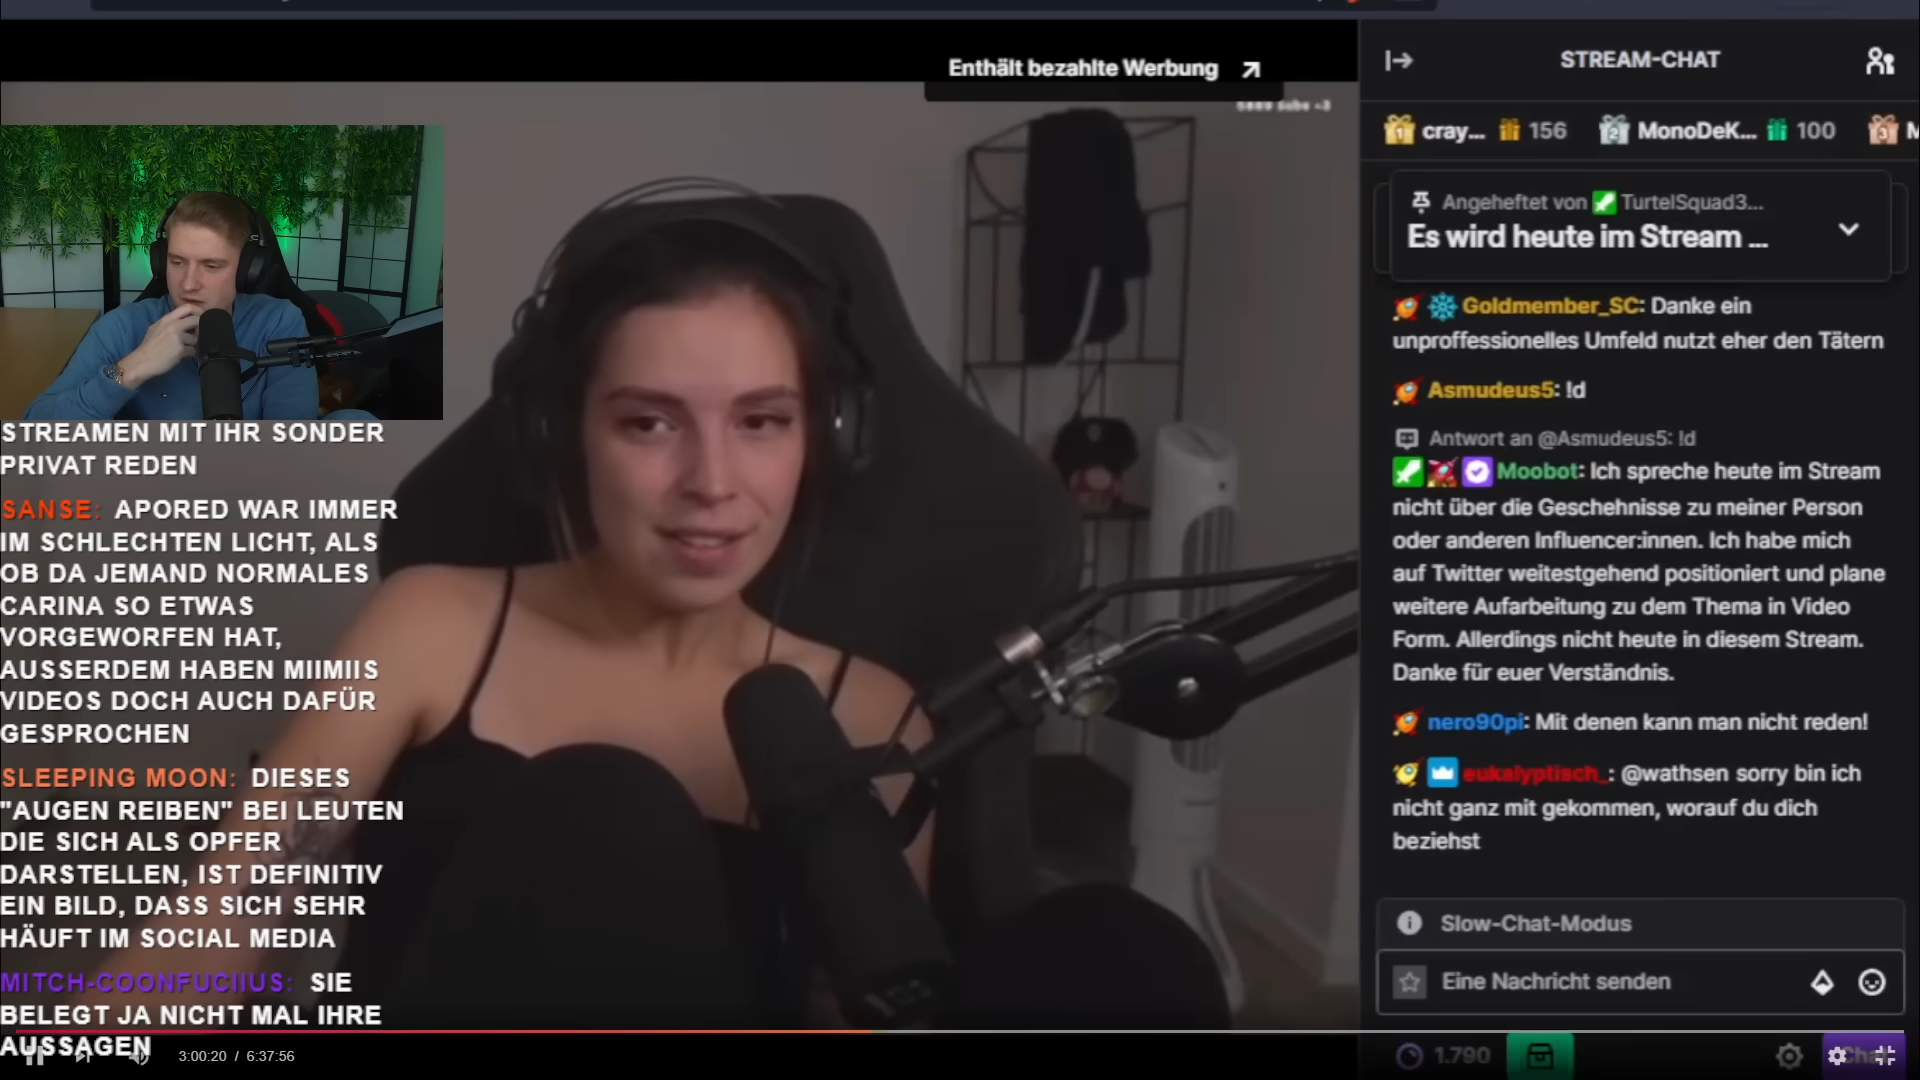 Enthält bezahlte Werbung
5889 Subs
STREAMEN MIT IHR SONDER
PRIVAT REDEN
SANSE: APORED WAR IMMER
IM SCHLECHTEN LICHT, ALS
OB DA JEMAND NORMALES
CARINA SO ETWAS
VORGEWORFEN HAT,
AUSSERDEM HABEN MIIMIIS
VIDEOS DOCH AUCH DAFÜR
GESPROCHEN
SLEEPING MOON: DIESES
"AUGEN REIBEN" BEI LEUTEN
DIE SICH ALS OPFER
DARSTELLEN, IST DEFINITIV
EIN BILD, DASS SICH SEHR
HÄUFT IM SOCIAL MEDIA
MITCH-COONFUCIIUS: SIE
BELEGT JA NICHT MAL IHRE
AUSSAGEN
3:00:20 / 6:37:56
STREAM-CHAT
1 cray... 156 2 MonoDeK... 100 3 M
Angeheftet von TurtelSquad3...
Es wird heute im Stream ...
Goldmember_SC: Danke ein
unproffessionelles Umfeld nutzt eher den Tätern
Asmudeus5: !d
Antwort an @Asmudeus5: !d
Moobot: Ich spreche heute im Stream
nicht über die Geschehnisse zu meiner Person
oder anderen Influencer:innen. Ich habe mich
auf Twitter weitestgehend positioniert und plane
weitere Aufarbeitung zu dem Thema in Video
Form. Allerdings nicht heute in diesem Stream.
Danke für euer Verständnis.
nero90pi: Mit denen kann man nicht reden!
eukalyptisch_: @wathsen sorry bin ich
nicht ganz mit gekommen, worauf du dich
beziehst
Slow-Chat-Modus
Eine Nachricht senden
1.790
Chat